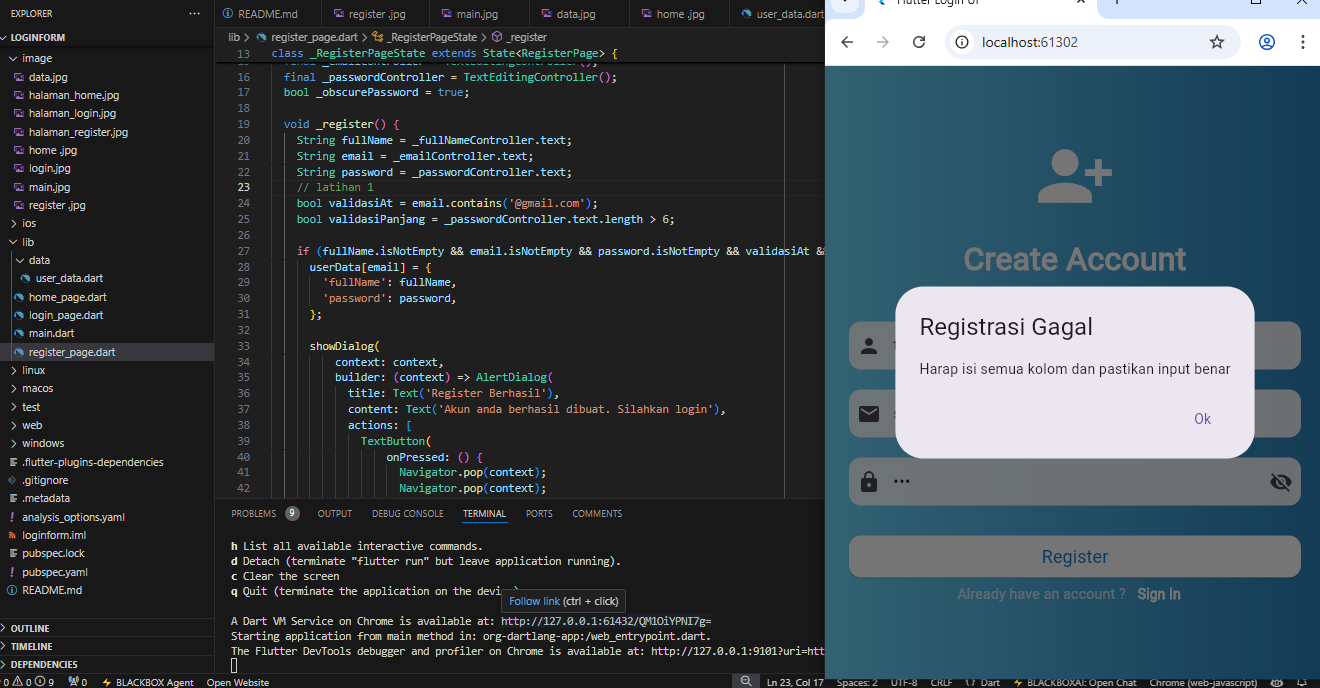 EXPLORER
LOGINFORM
image
data.jpg
halaman_home.jpg
halaman_login.jpg
halaman_register.jpg
home .jpg
login.jpg
main.jpg
register .jpg
ios
lib
data
user_data.dart
home_page.dart
login_page.dart
main.dart
register_page.dart
linux
macos
test
web
windows
.flutter-plugins-dependencies
.gitignore
.metadata
analysis_options.yaml
loginform.iml
pubspec.lock
pubspec.yaml
README.md
OUTLINE
TIMELINE
DEPENDENCIES
README.md register .jpg main.jpg data.jpg home .jpg user_data.dart
lib > register_page.dart > _RegisterPageState > _register
13 class _RegisterPageState extends State<RegisterPage> {
16 final _passwordController = TextEditingController();
17 bool _obscurePassword = true;
18
19 void _register() {
20 String fullName = _fullNameController.text;
21 String email = _emailController.text;
22 String password = _passwordController.text;
23 // latihan 1
24 bool validasiAt = email.contains('@gmail.com');
25 bool validasiPanjang = _passwordController.text.length > 6;
26
27 if (fullName.isNotEmpty && email.isNotEmpty && password.isNotEmpty && validasiAt &&
28 userData[email] = {
29 'fullName': fullName,
30 'password': password,
31 };
32
33 showDialog(
34 context: context,
35 builder: (context) => AlertDialog(
36 title: Text('Register Berhasil'),
37 content: Text('Akun anda berhasil dibuat. Silahkan login'),
38 actions: [
39 TextButton(
40 onPressed: () {
41 Navigator.pop(context);
42 Navigator.pop(context);
PROBLEMS 9 OUTPUT DEBUG CONSOLE TERMINAL PORTS COMMENTS
h List all available interactive commands.
d Detach (terminate "flutter run" but leave application running).
c Clear the screen
q Quit (terminate the application on the
Follow link (ctrl + click)
A Dart VM Service on Chrome is available at: http://127.0.0.1:61432/QM1OiYPNI7g=
Starting application from main method in: org-dartlang-app:/web_entrypoint.dart.
The Flutter DevTools debugger and profiler on Chrome is available at: http://127.0.0.1:9101?uri=htt
0 0 9 0 BLACKBOX Agent Open Website Ln 23, Col 17 Spaces: 2 UTF-8 CRLF Dart BLACKBOXAI: Open Chat Chrome (web-javascript)
Flutter Login UI
localhost:61302
Create Account
Registrasi Gagal
Harap isi semua kolom dan pastikan input benar
Ok
Register
Already have an account ? Sign In